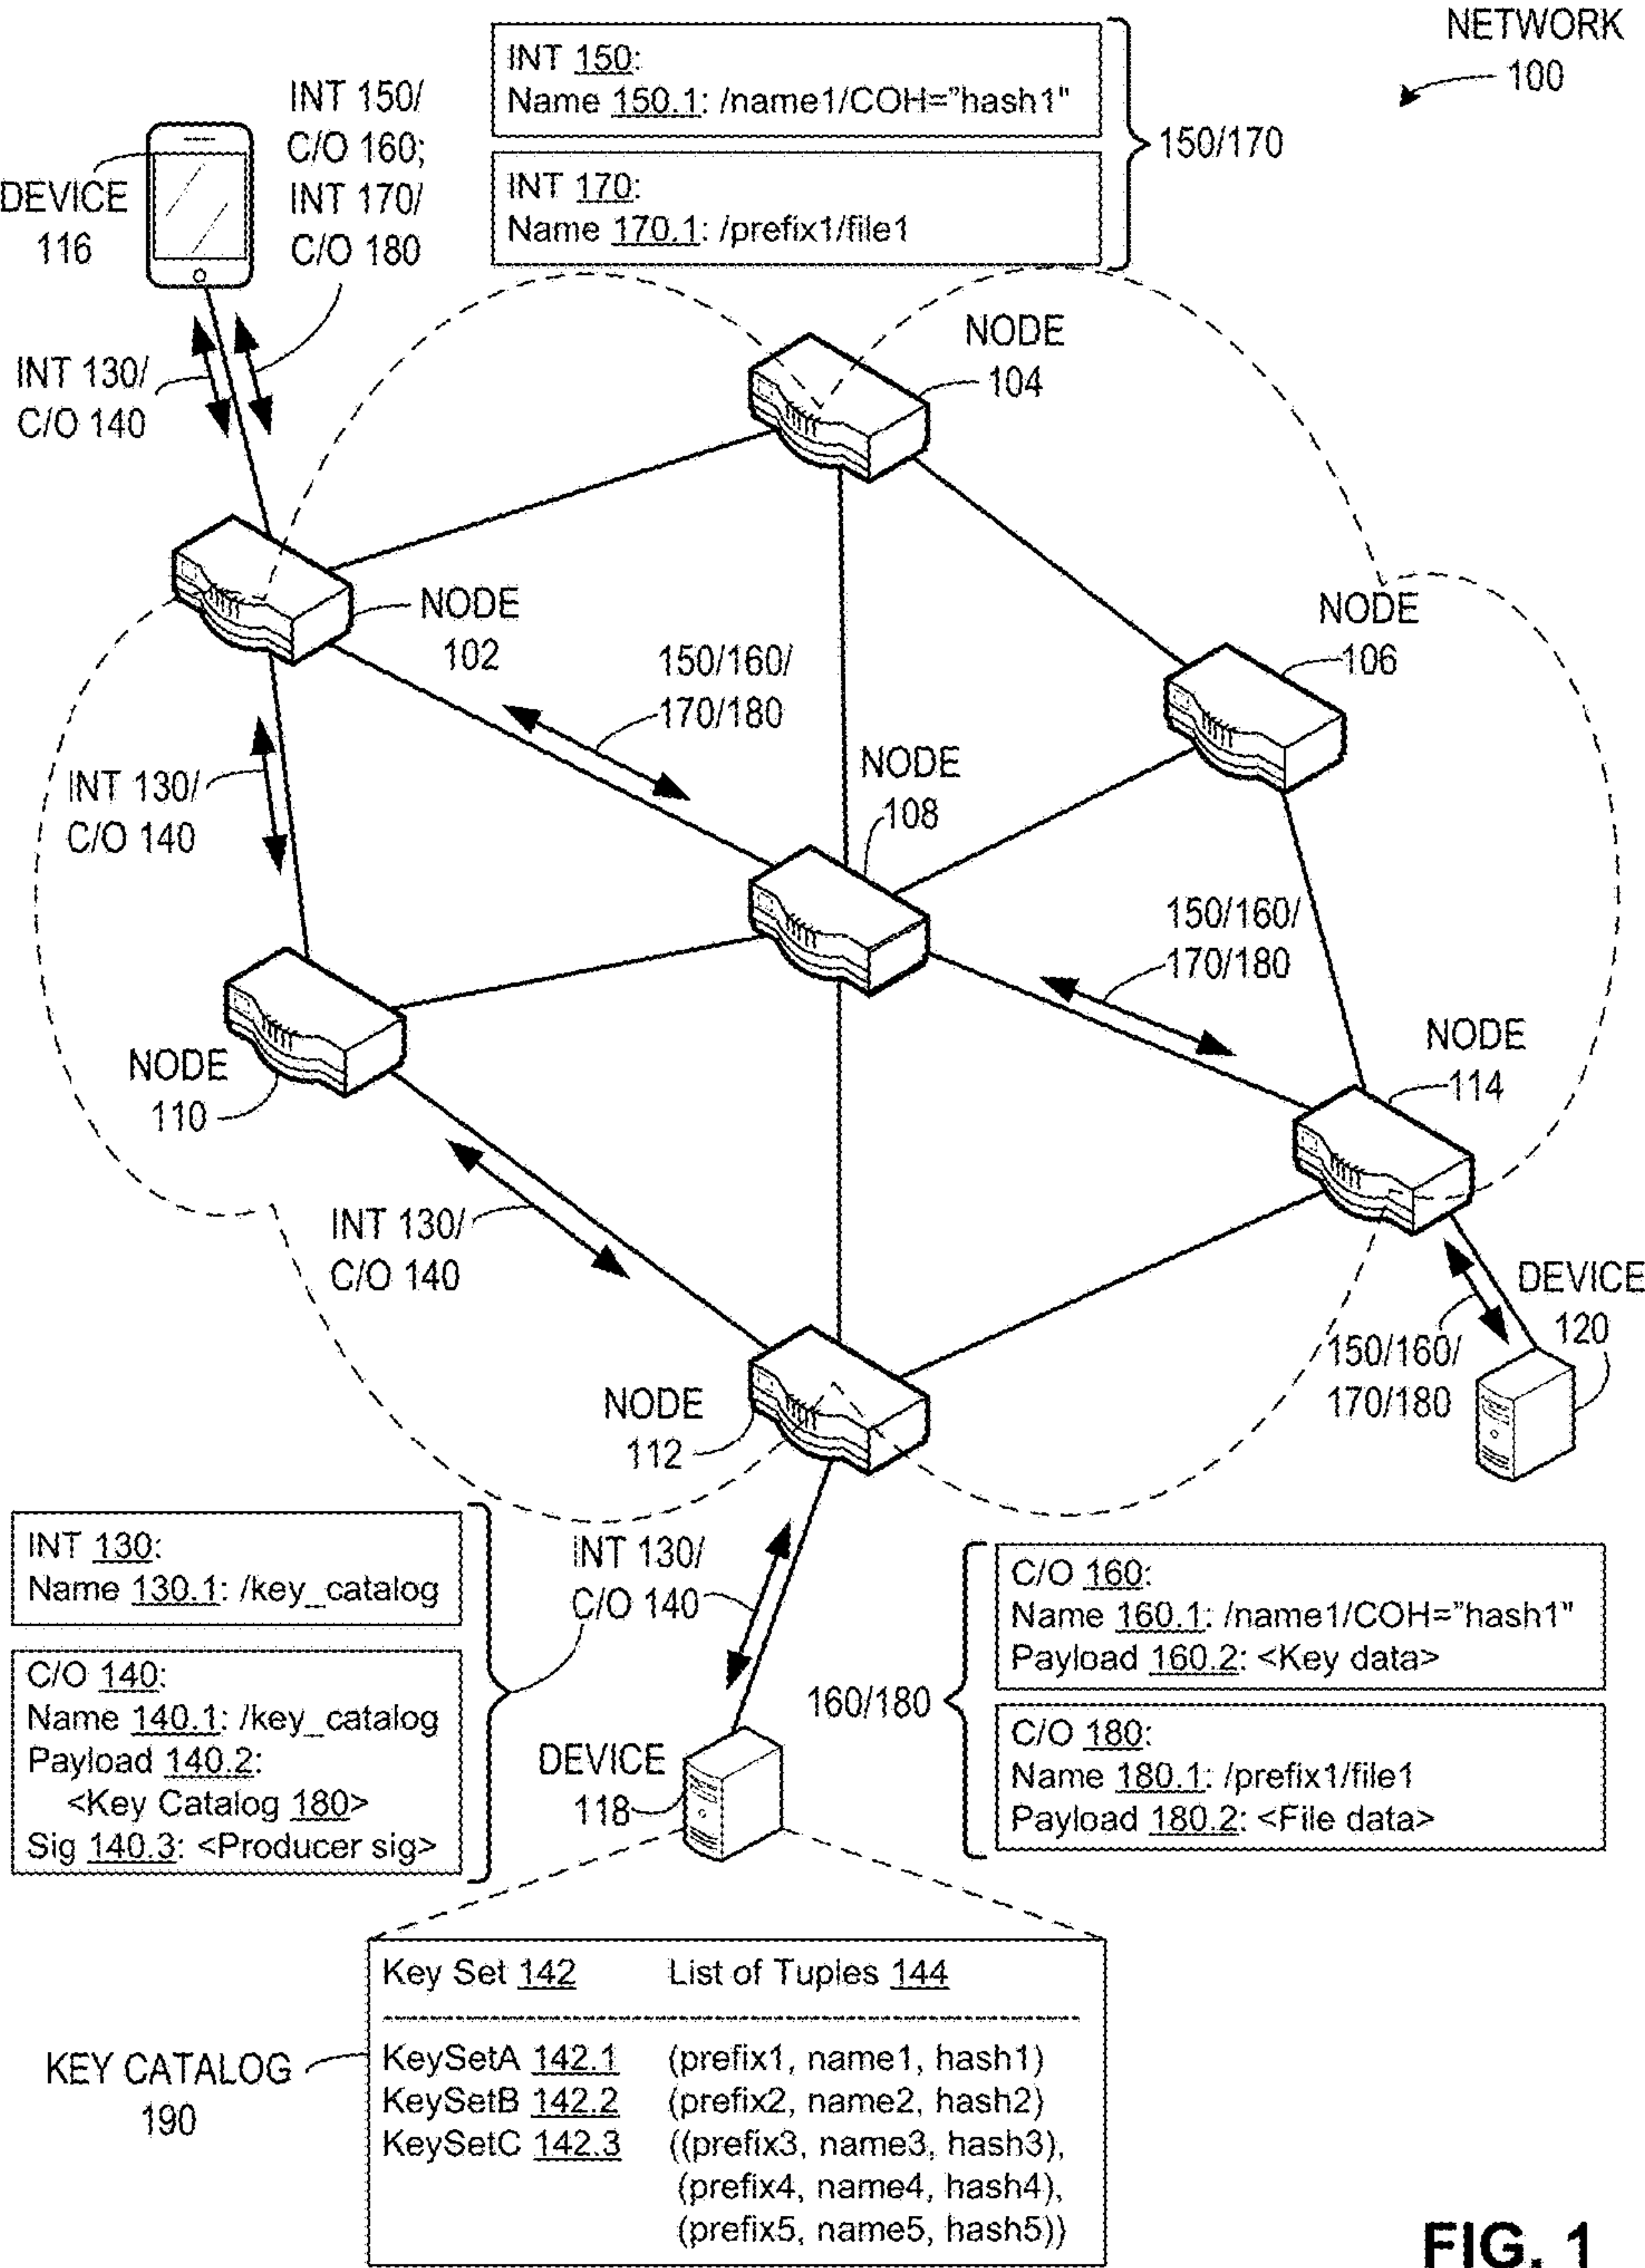 NETWORK
100
INT 150:
Name 150.1: /name1/COH="hash1"
INT 170:
Name 170.1: /prefix1/file1
150/170
INT 150/
C/O 160;
INT 170/
C/O 180
DEVICE
116
INT 130/
C/O 140
NODE
104
NODE
102
NODE
106
150/160/
170/180
NODE
108
INT 130/
C/O 140
150/160/
170/180
NODE
110
NODE
114
INT 130/
C/O 140
DEVICE
120
150/160/
170/180
NODE
112
INT 130:
Name 130.1: /key_catalog
C/O 140:
Name 140.1: /key_catalog
Payload 140.2:
<Key Catalog 180>
Sig 140.3: <Producer sig>
INT 130/
C/O 140
C/O 160:
Name 160.1: /name1/COH="hash1"
Payload 160.2: <Key data>
160/180
C/O 180:
Name 180.1: /prefix1/file1
Payload 180.2: <File data>
DEVICE
118
Key Set 142 List of Tuples 144
KeySetA 142.1 (prefix1, name1, hash1)
KeySetB 142.2 (prefix2, name2, hash2)
KeySetC 142.3 ((prefix3, name3, hash3),
(prefix4, name4, hash4),
(prefix5, name5, hash5))
KEY CATALOG
190
FIG. 1